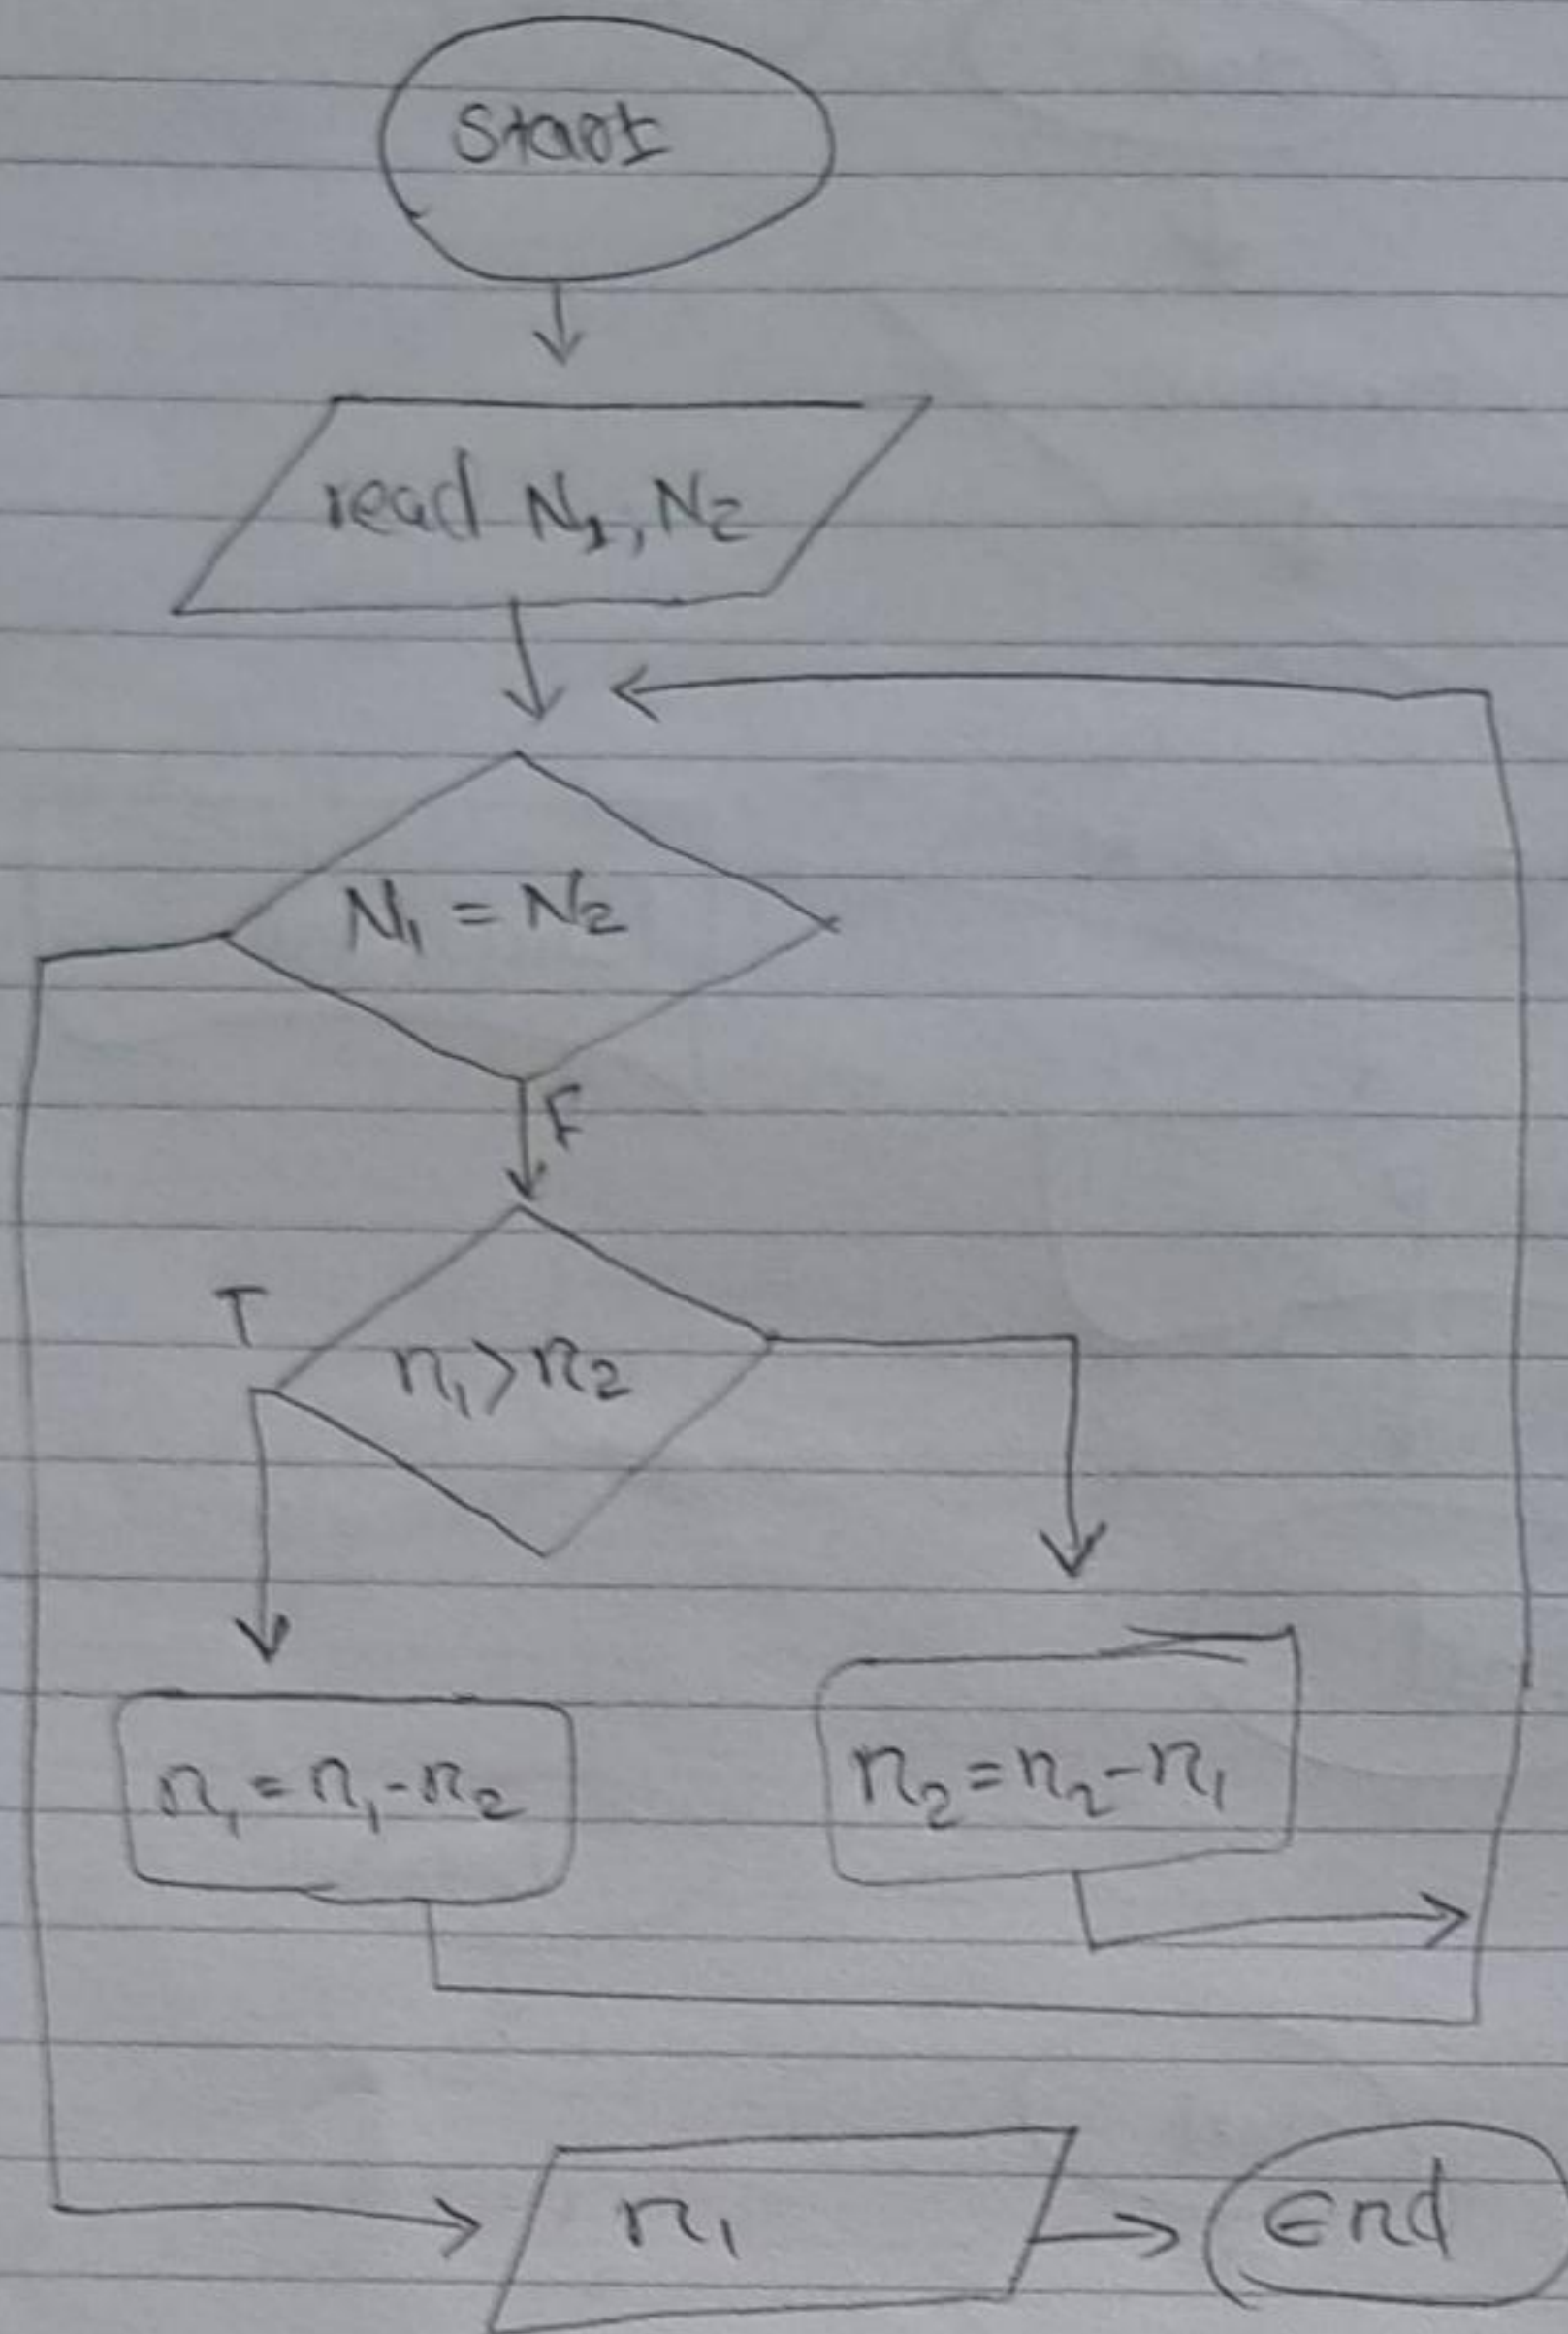 Start
read N₁, N₂
N₁ = N₂
F
T
n₁ > n₂
n₁ = n₁ - n₂
n₂ = n₂ - n₁
n₁
End